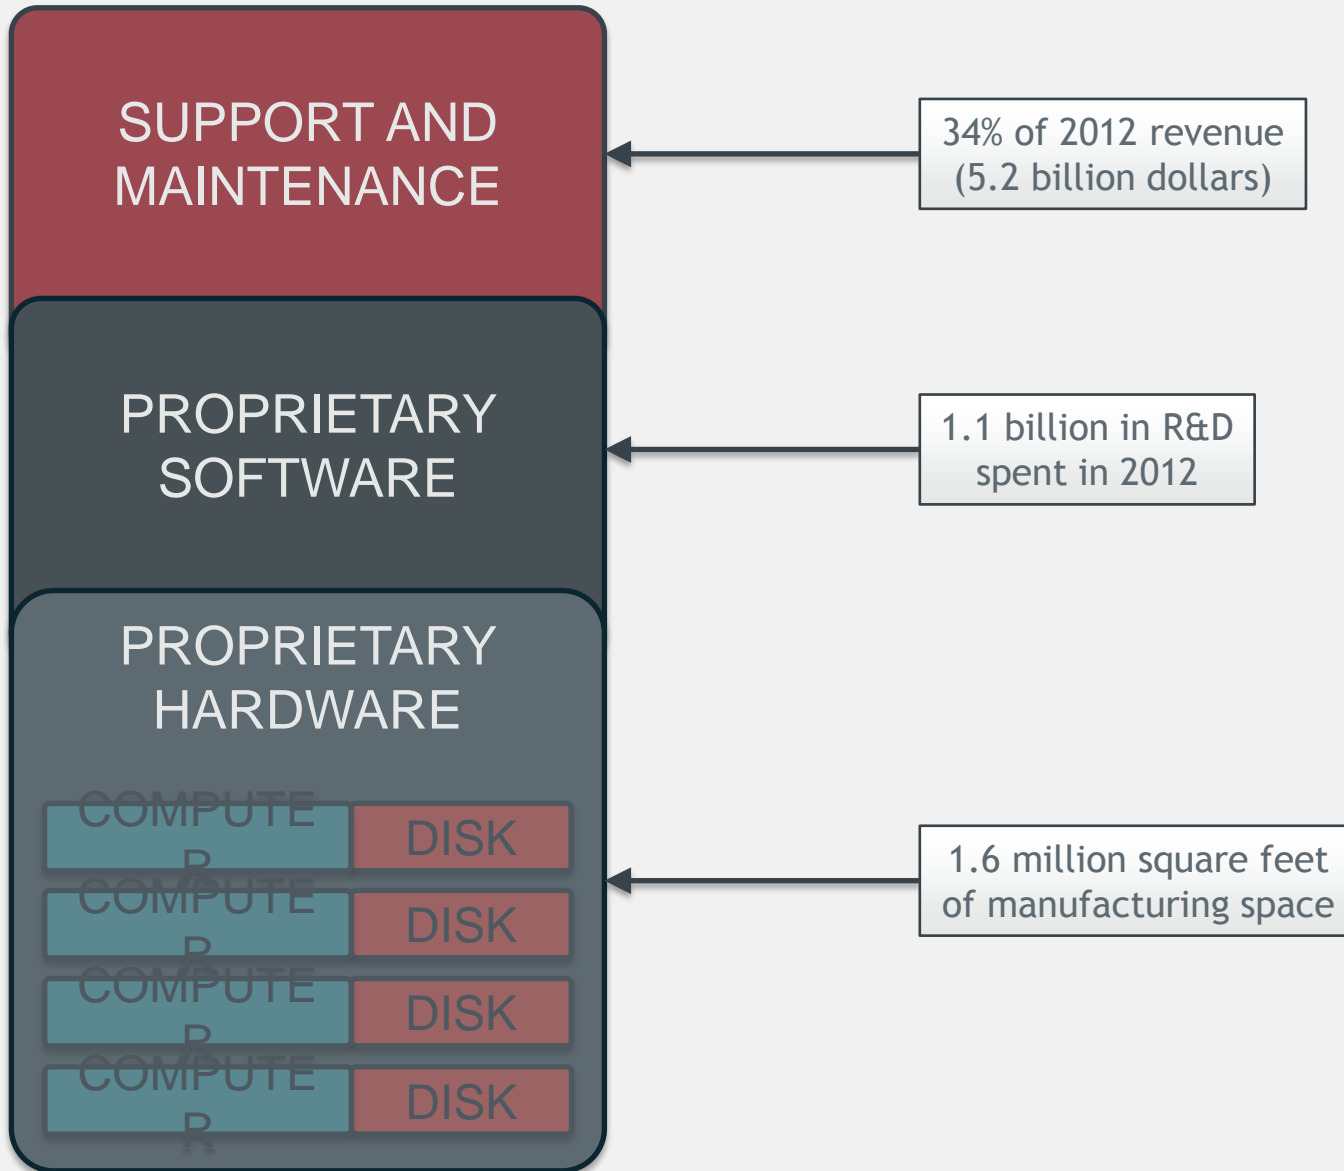 SUPPORT AND
MAINTENANCE
34% of 2012 revenue
(5.2 billion dollars)
PROPRIETARY
SOFTWARE
1.1 billion in R&D
spent in 2012
PROPRIETARY
HARDWARE
COMPUTE
R
DISK
COMPUTE
R
DISK
COMPUTE
R
DISK
COMPUTE
R
DISK
1.6 million square feet
of manufacturing space